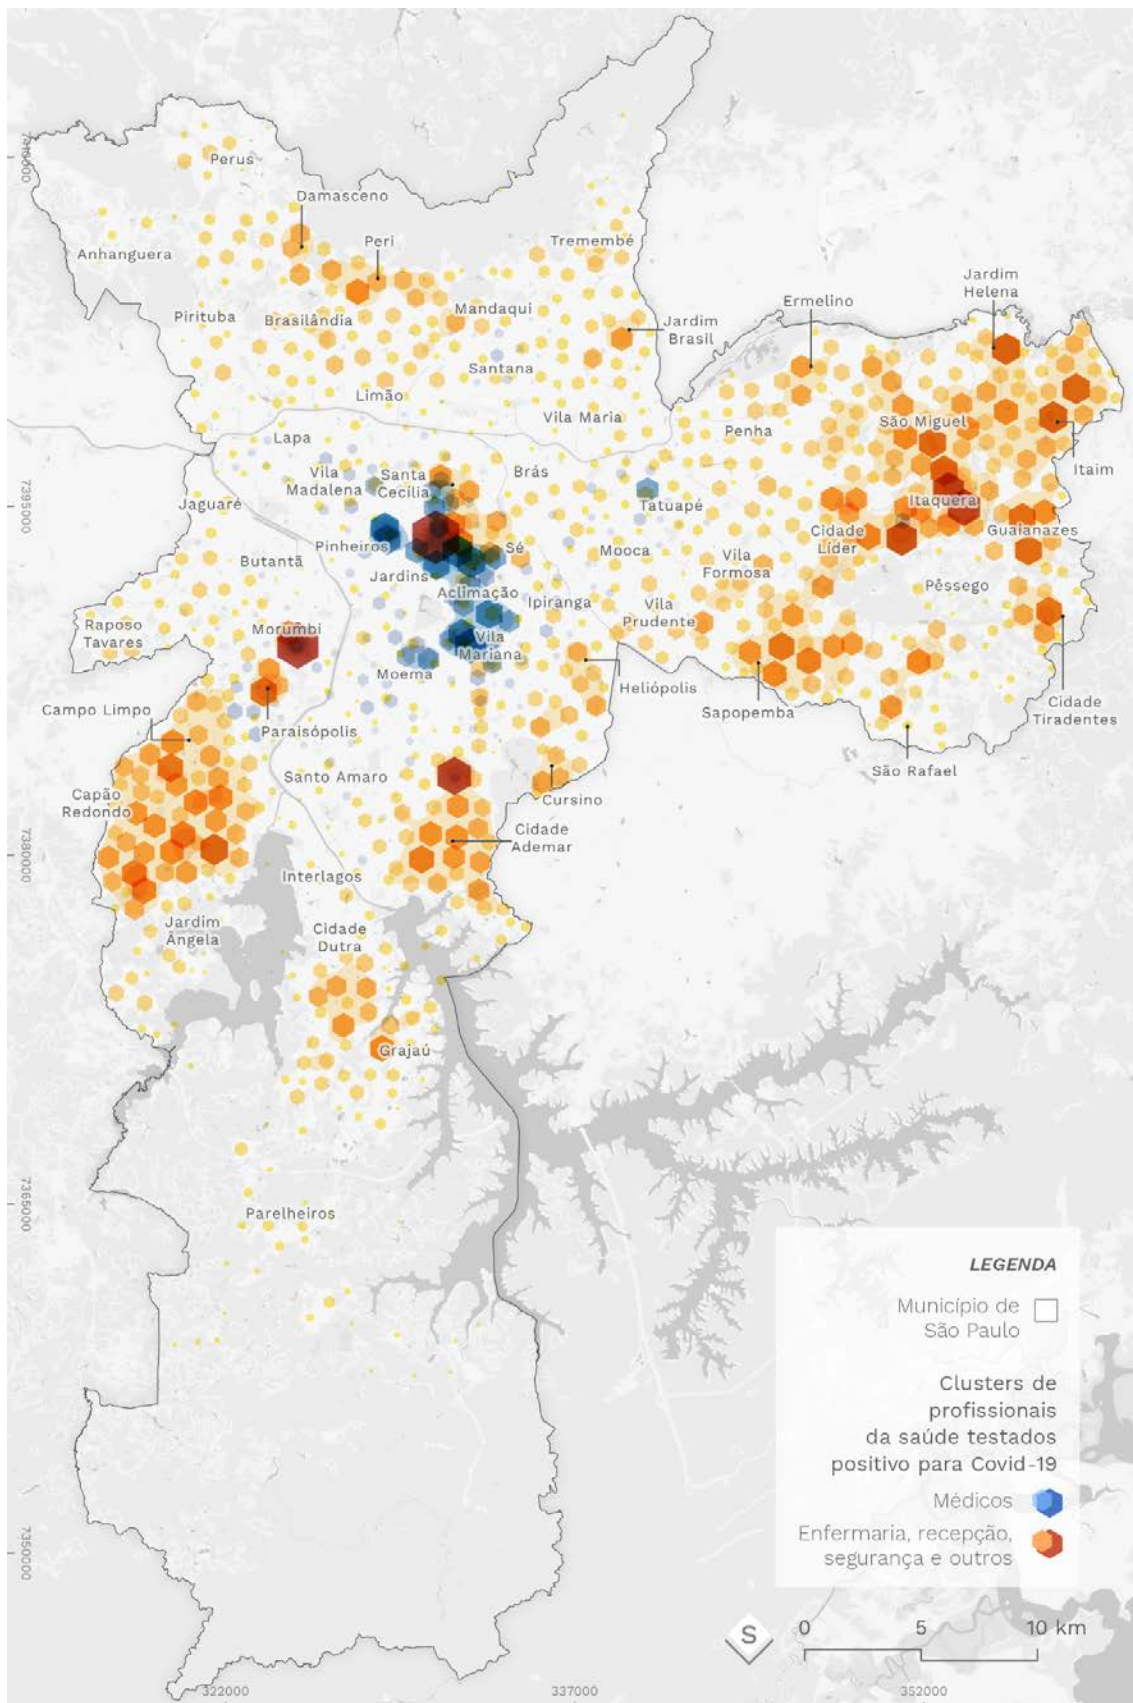 7410000
Perus
Damasceno
Peri
Tremembé
Anhanguera
Jardim
Helena
Ermelino
Mandaqui
Pirituba
Brasilândia
Jardim
Brasil
Santana
Limão
Vila Maria
São Miguel
Penha
Lapa
Itaim
Vila
Madalena
Santa
Cecília
Brás
7395000
Jaguaré
Tatuapé
Itaquera
Cidade
Líder
Guaianazes
Pinheiros
Sé
Mooca
Butantã
Jardins
Vila
Formosa
Pêssego
Aclimação
Ipiranga
Vila
Prudente
Raposo
Tavares
Morumbi
Vila
Mariana
Moema
Heliópolis
Campo Limpo
Sapopemba
Cidade
Tiradentes
Paraisópolis
São Rafael
Santo Amaro
Capão
Redondo
Cursino
Cidade
Ademar
7380000
Interlagos
Jardim
Ângela
Cidade
Dutra
Grajaú
7365000
Parelheiros
LEGENDA
Município de
São Paulo
Clusters de
profissionais
da saúde testados
positivo para Covid-19
Médicos
Enfermaria, recepção,
segurança e outros
7350000
S
0 5 10 km
322000 337000 352000